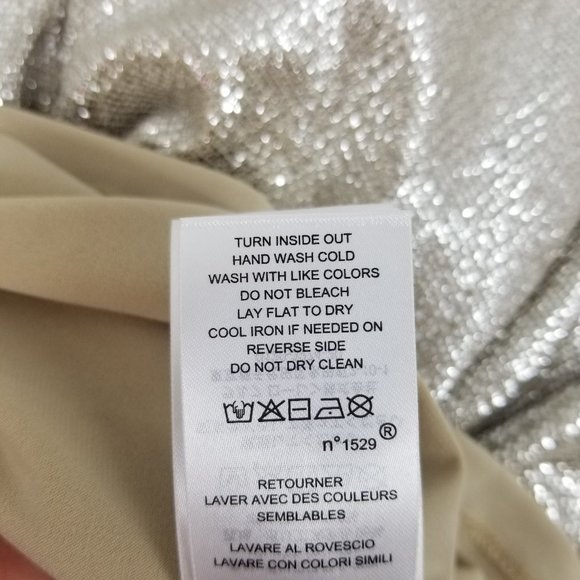 TURN INSIDE OUT
HAND WASH COLD
WASH WITH LIKE COLORS
DO NOT BLEACH
LAY FLAT TO DRY
COOL IRON IF NEEDED ON
REVERSE SIDE
DO NOT DRY CLEAN
n°1529®
RETOURNER
LAVER AVEC DES COULEURS
SEMBLABLES
LAVARE AL ROVESCIO
LAVARE CON COLORI SIMILI